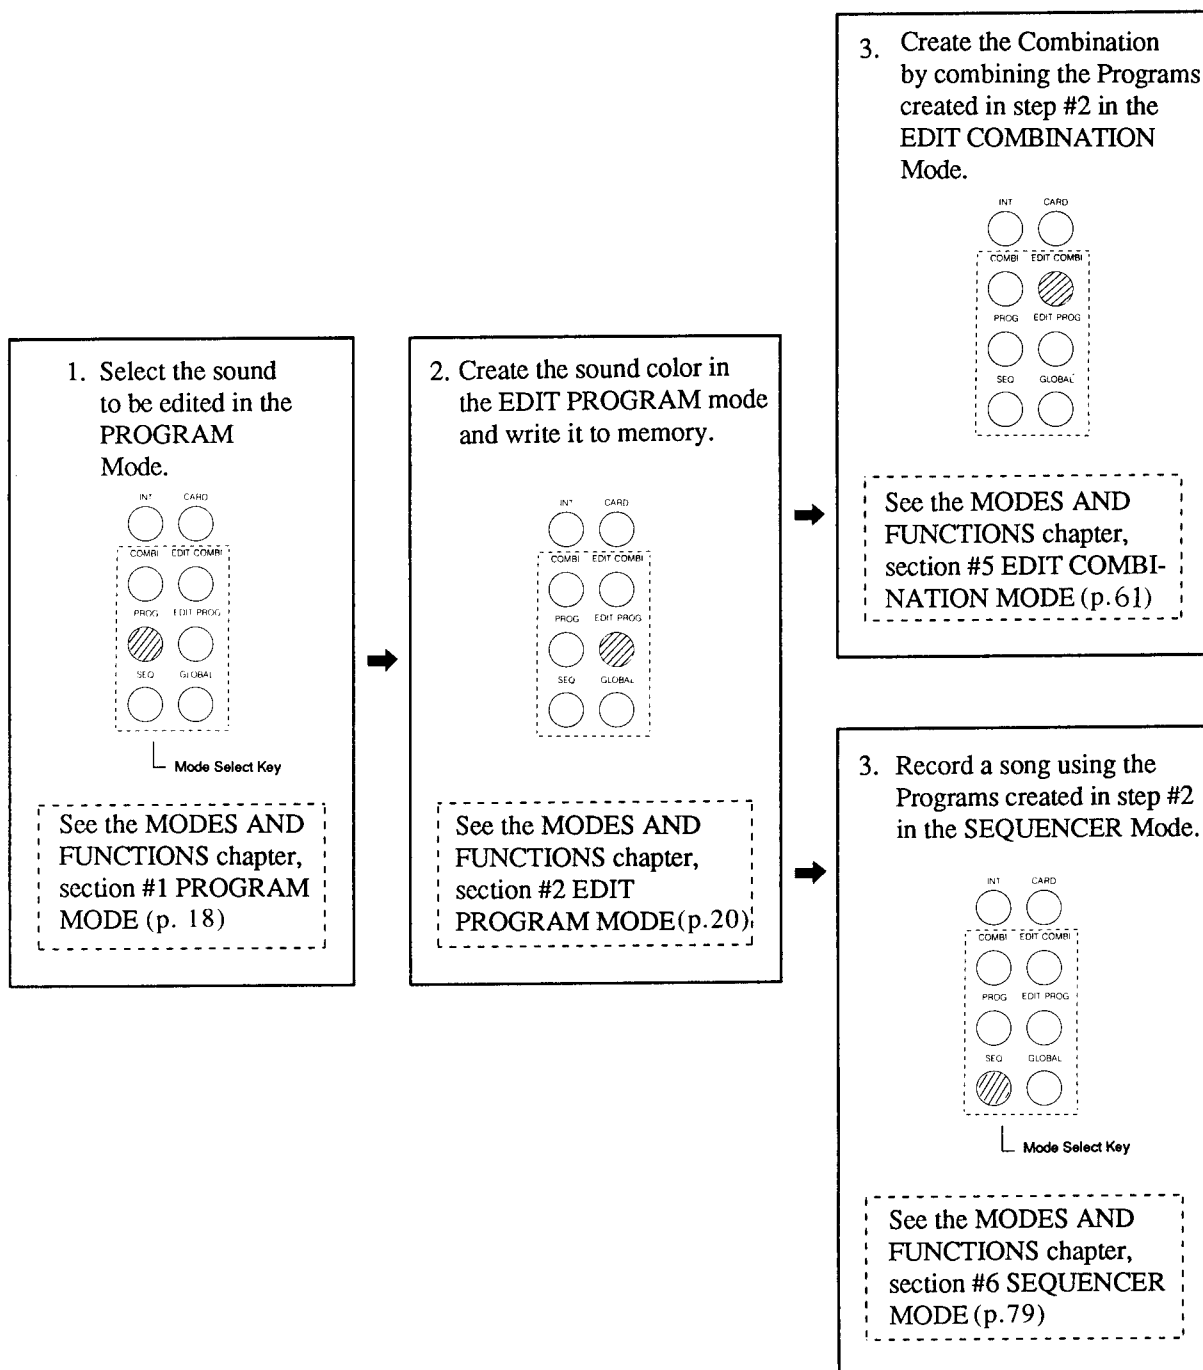 1. Select the sound
to be edited in the
PROGRAM
Mode.
INT CARD
COMBI EDIT COMBI
PROG EDIT PROG
SEQ GLOBAL
Mode Select Key
See the MODES AND
FUNCTIONS chapter,
section #1 PROGRAM
MODE (p. 18)
2. Create the sound color in
the EDIT PROGRAM mode
and write it to memory.
INT CARD
COMBI EDIT COMBI
PROG EDIT PROG
SEQ GLOBAL
See the MODES AND
FUNCTIONS chapter,
section #2 EDIT
PROGRAM MODE (p.20)
3. Create the Combination
by combining the Programs
created in step #2 in the
EDIT COMBINATION
Mode.
INT CARD
COMBI EDIT COMBI
PROG EDIT PROG
SEQ GLOBAL
See the MODES AND
FUNCTIONS chapter,
section #5 EDIT COMBI-
NATION MODE (p.61)
3. Record a song using the
Programs created in step #2
in the SEQUENCER Mode.
INT CARD
COMBI EDIT COMBI
PROG EDIT PROG
SEQ GLOBAL
Mode Select Key
See the MODES AND
FUNCTIONS chapter,
section #6 SEQUENCER
MODE (p.79)